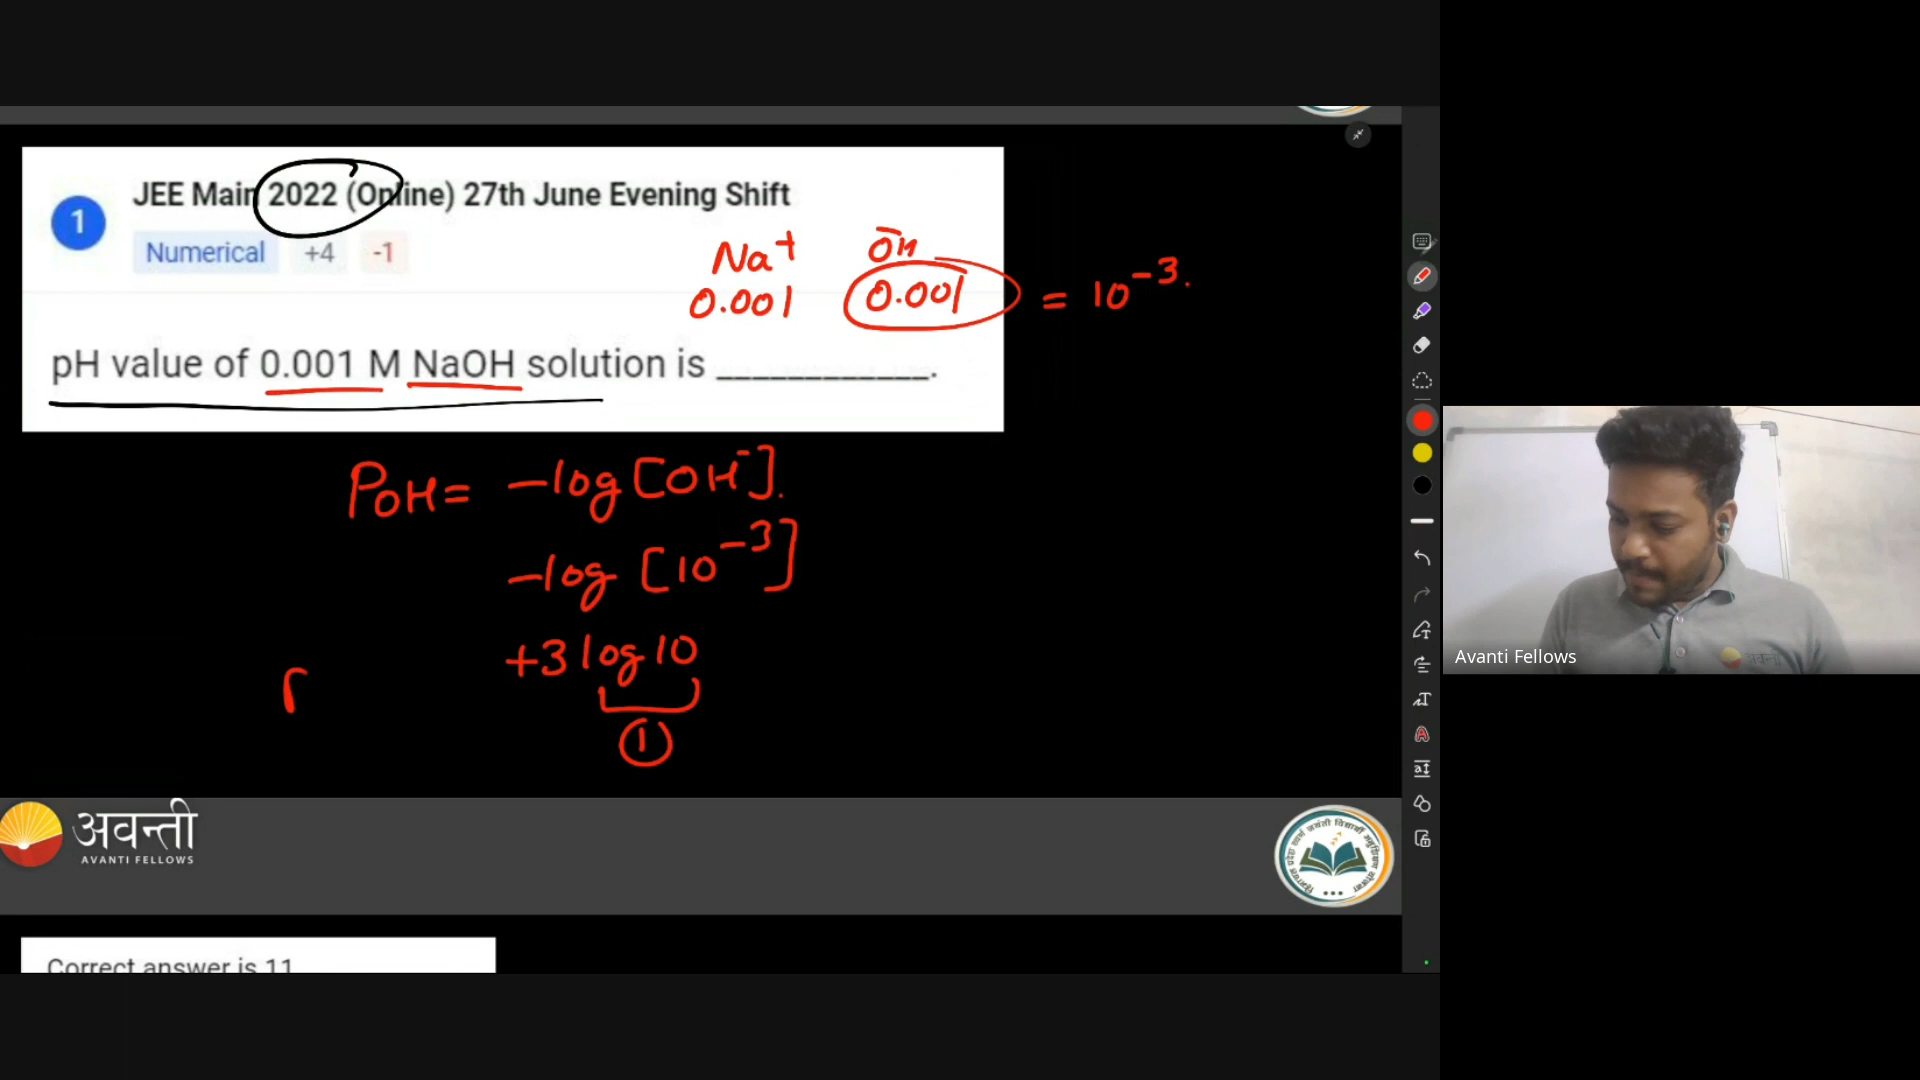 JEE Main 2022 (Online) 27th June Evening Shift
1
Numerical +4 -1
Na⁺ ŌH
0.001 0.001 = 10⁻³.
pH value of 0.001 M NaOH solution is ____________.
POH = -log[OH⁻].
-log [10⁻³]
+3 log 10
1
अवन्ती
AVANTI FELLOWS
Correct answer is 11
Avanti Fellows